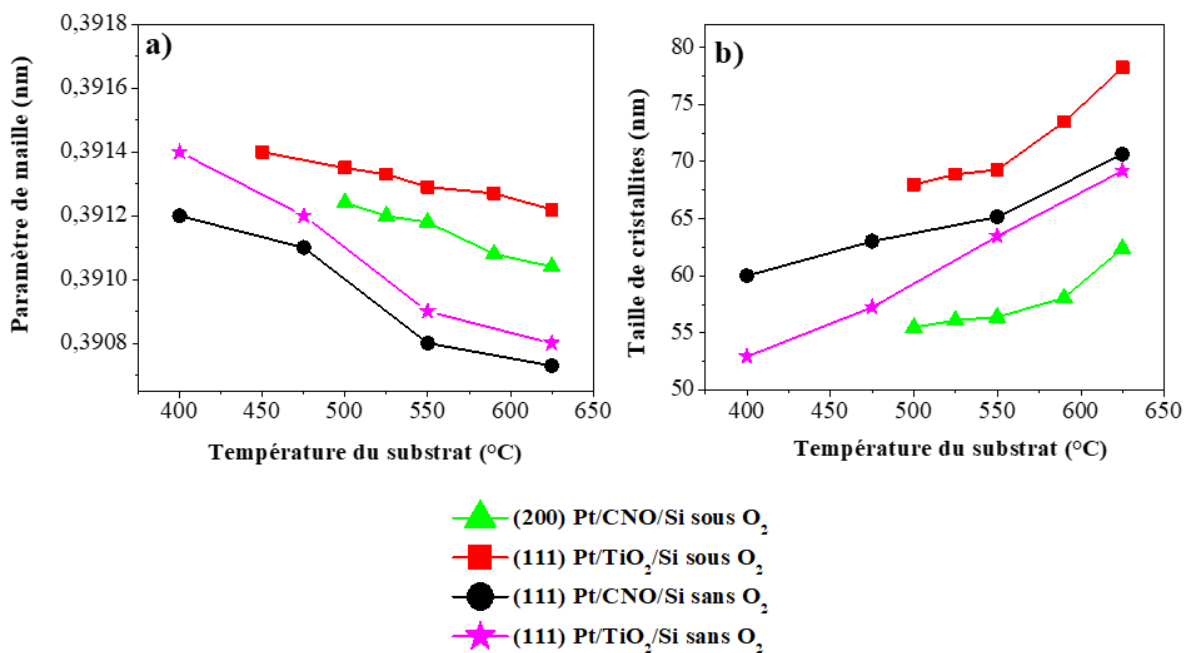 a)
0,3918
0,3916
0,3914
0,3912
0,3910
0,3908
Paramètre de maille (nm)
400 450 500 550 600 650
Température du substrat (°C)
b)
80
75
70
65
60
55
50
Taille de cristallites (nm)
400 450 500 550 600 650
Température du substrat (°C)
(200) Pt/CNO/Si sous O₂
(111) Pt/TiO₂/Si sous O₂
(111) Pt/CNO/Si sans O₂
(111) Pt/TiO₂/Si sans O₂